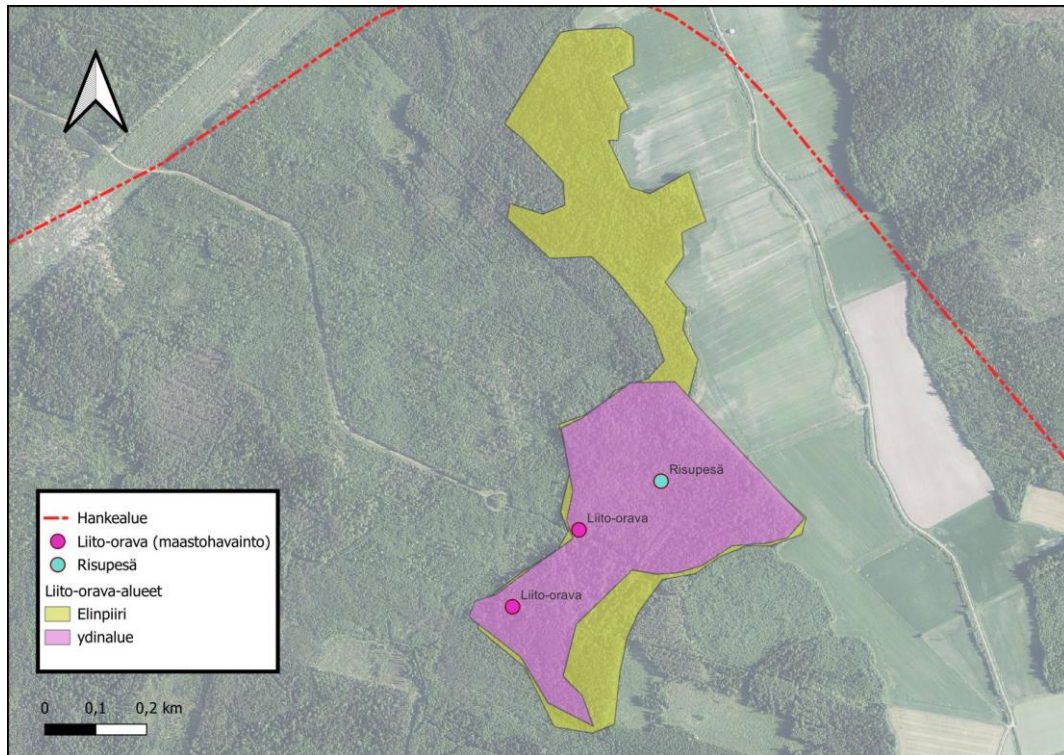 Risupesä
Liito-orava
Liito-orava
Hankealue
Liito-orava (maastohavainto)
Risupesä
Liito-orava-alueet
Elinpiiri
ydinalue
0 0,1 0,2 km